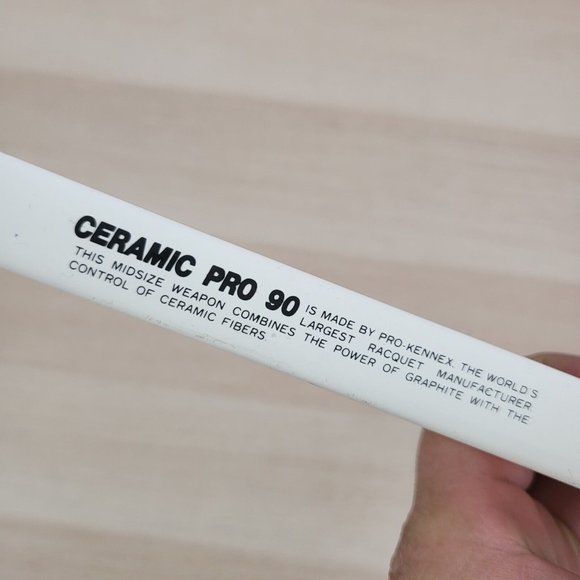 CERAMIC PRO 90 IS MADE BY PRO-KENNEX, THE WORLD'S
LARGEST RACQUET MANUFACTURER
THIS MIDSIZE WEAPON COMBINES THE POWER OF GRAPHITE WITH THE
CONTROL OF CERAMIC FIBERS